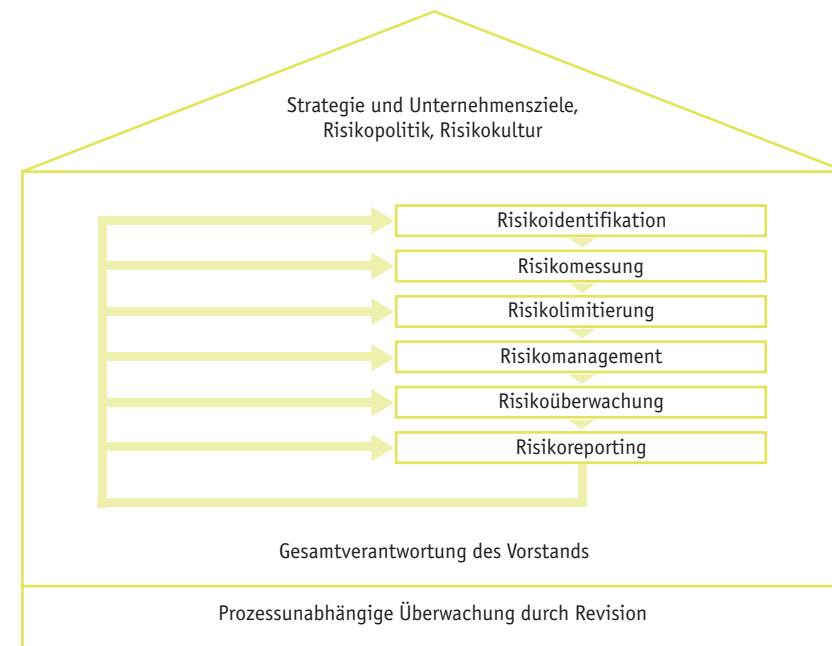 Strategie und Unternehmensziele,
Risikopolitik, Risikokultur
Risikoidentifikation
Risikomessung
Risikolimitierung
Risikomanagement
Risikoüberwachung
Risikoreporting
Gesamtverantwortung des Vorstands
Prozessunabhängige Überwachung durch Revision